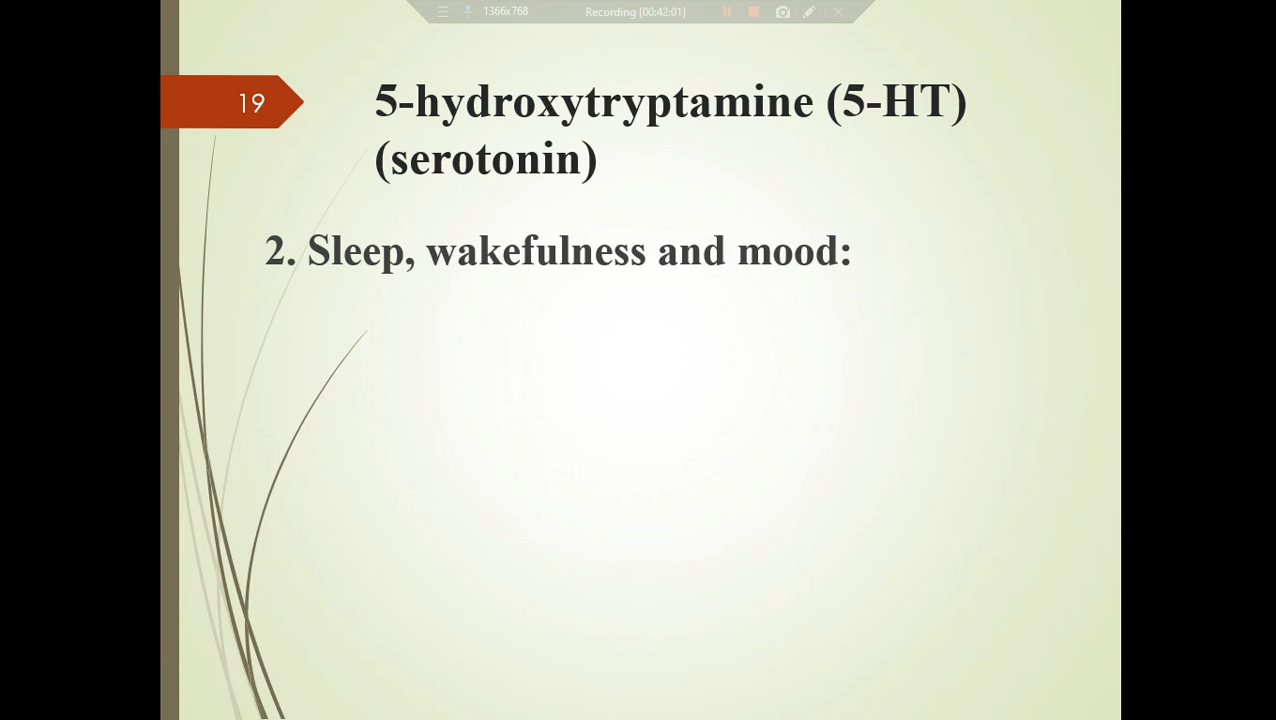 1366x768
Recording [00:42:01]
19
5-hydroxytryptamine (5-HT)
(serotonin)
2. Sleep, wakefulness and mood: